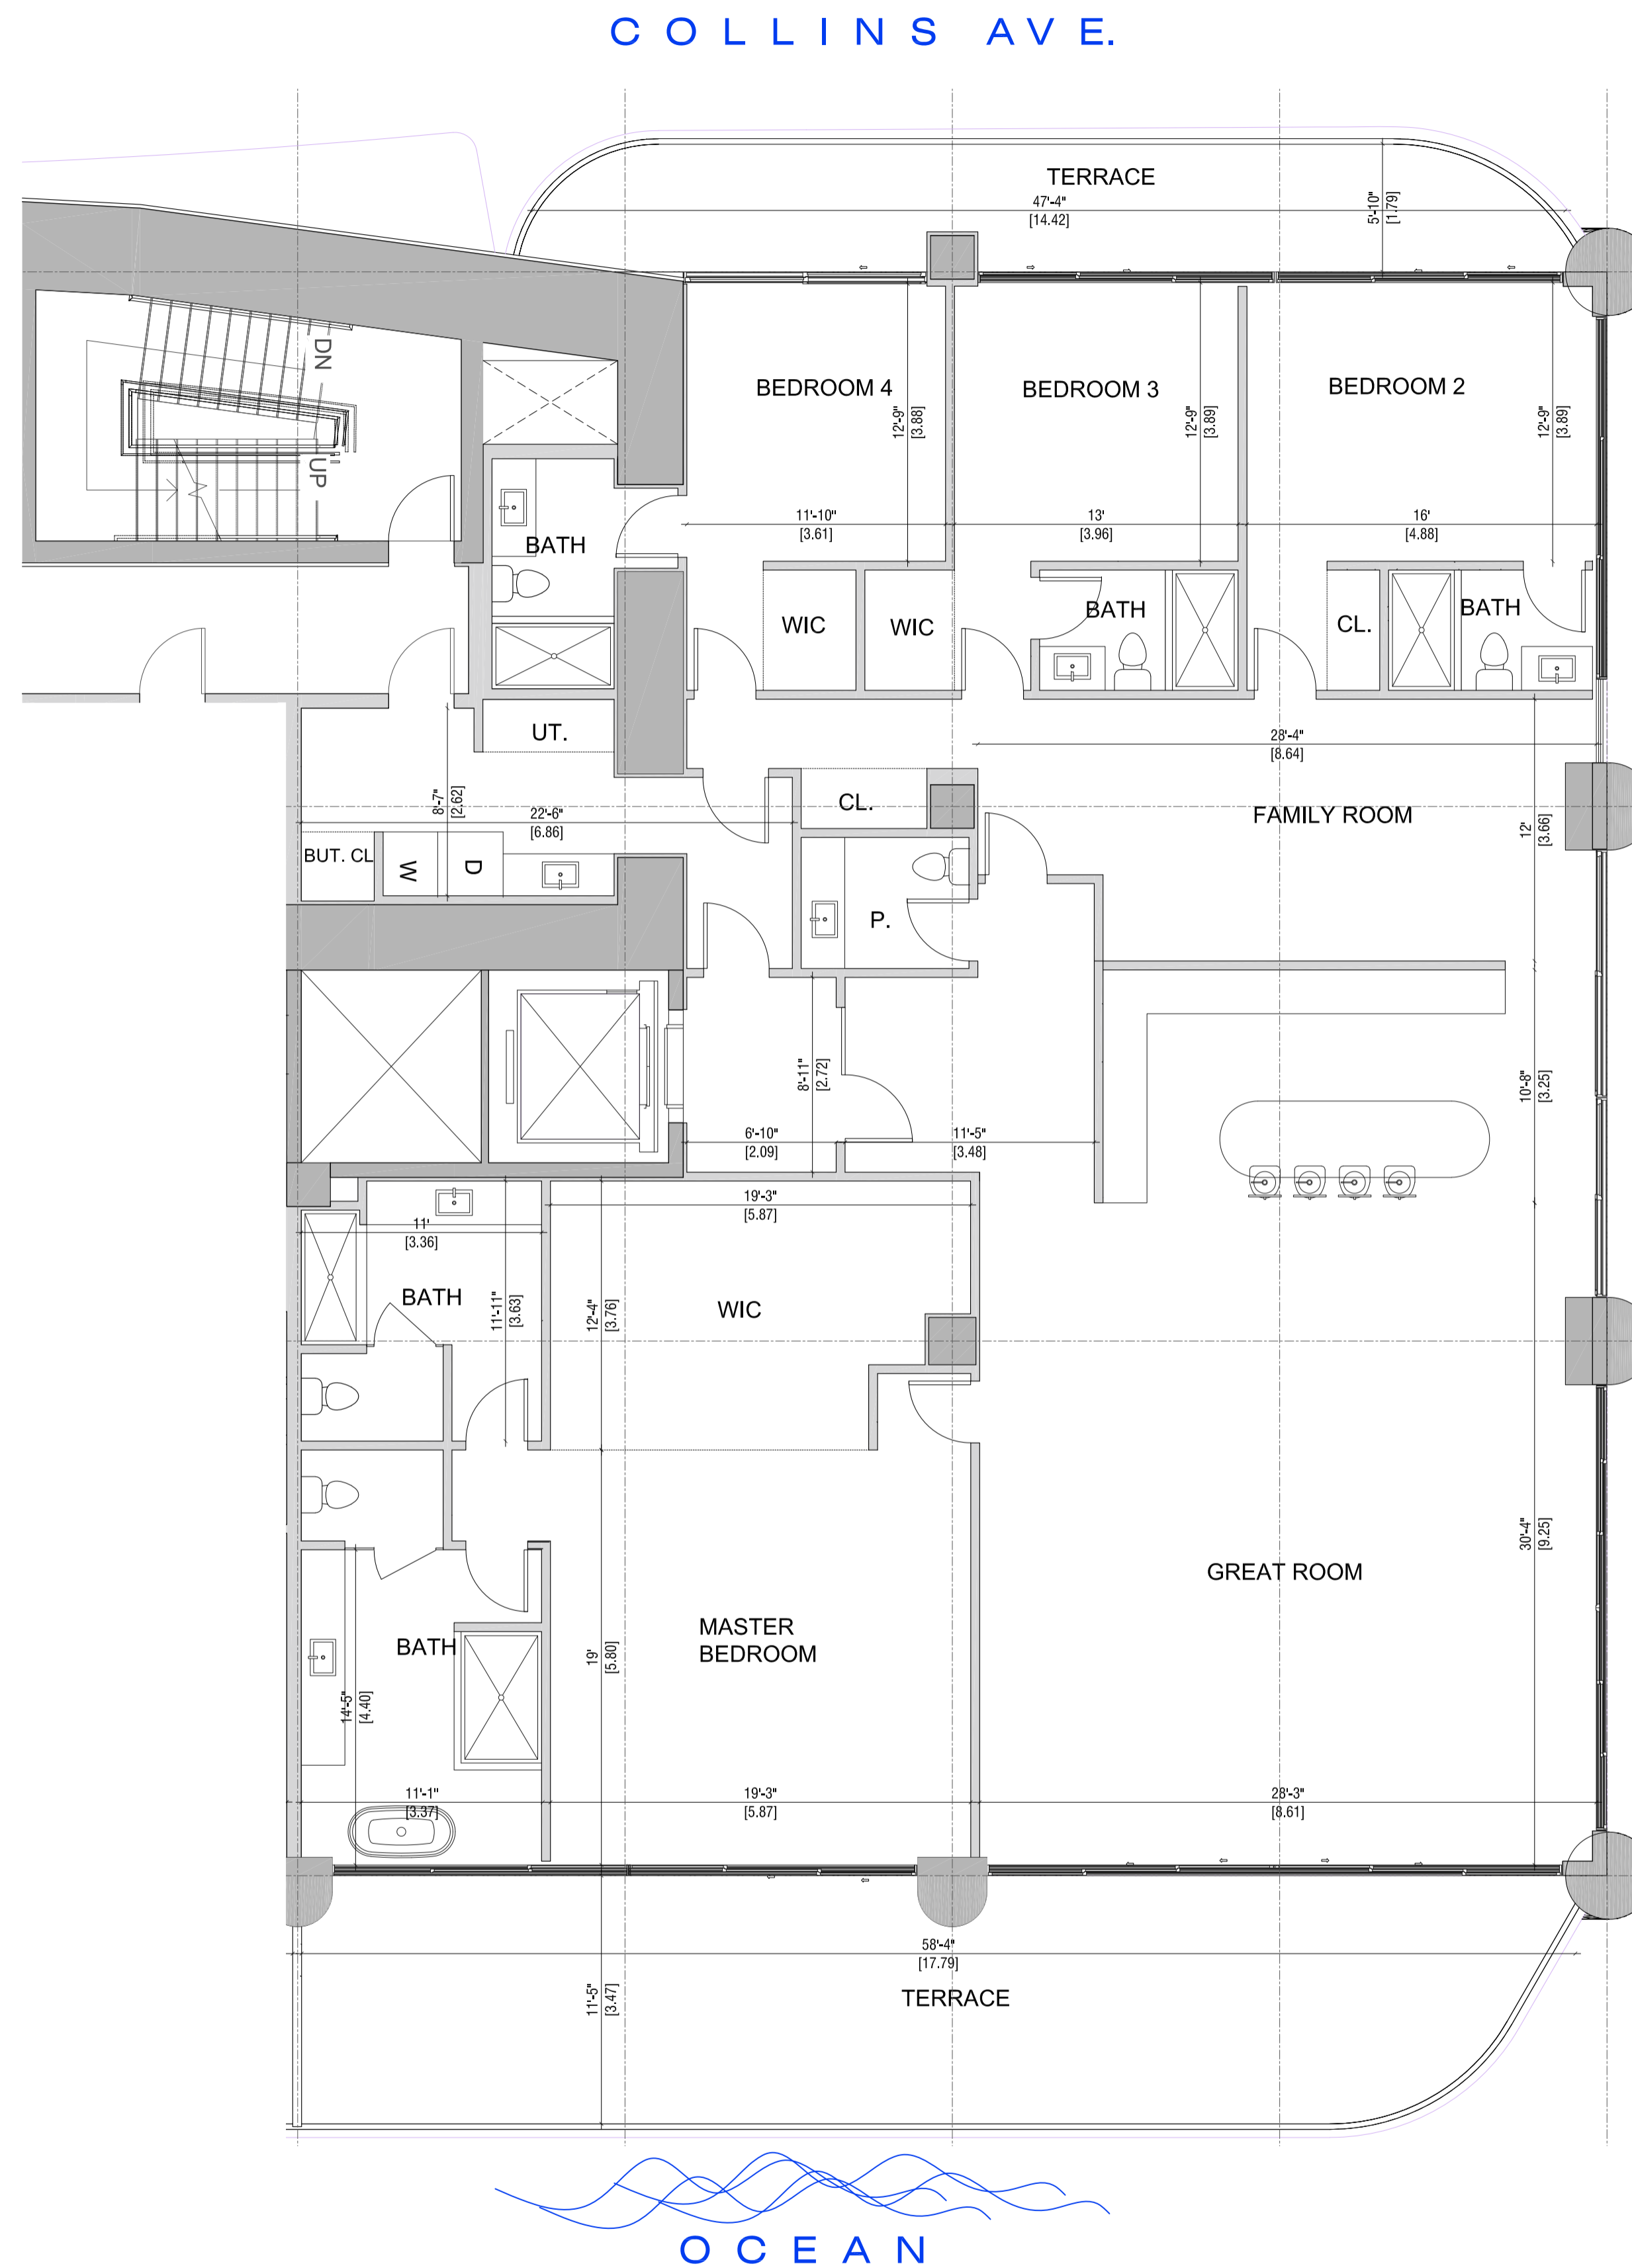 COLLINS AVE.
TERRACE
47'-4"
[14.42]
5'-10"
[1.79]
DN
UP
BEDROOM 4
BEDROOM 3
BEDROOM 2
12'-9"
[3.88]
12'-9"
[3.89]
12'-9"
[3.89]
11'-10"
[3.61]
13'
[3.96]
16'
[4.88]
BATH
WIC
WIC
BATH
CL.
BATH
UT.
28'-4"
[8.64]
8'-7"
[2.62]
22'-6"
[6.86]
CL.
FAMILY ROOM
12'
[3.66]
BUT. CL
W
D
P.
8'-11"
[2.72]
10'-8"
[3.25]
6'-10"
[2.09]
11'-5"
[3.48]
19'-3"
[5.87]
11'
[3.36]
BATH
11'-11"
[3.63]
12'-4"
[3.76]
WIC
30'-4"
[9.25]
GREAT ROOM
MASTER
BEDROOM
BATH
19'
[5.80]
14'-5"
[4.40]
11'-1"
[3.37]
19'-3"
[5.87]
28'-3"
[8.61]
58'-4"
[17.79]
11'-5"
[3.47]
TERRACE
OCEAN